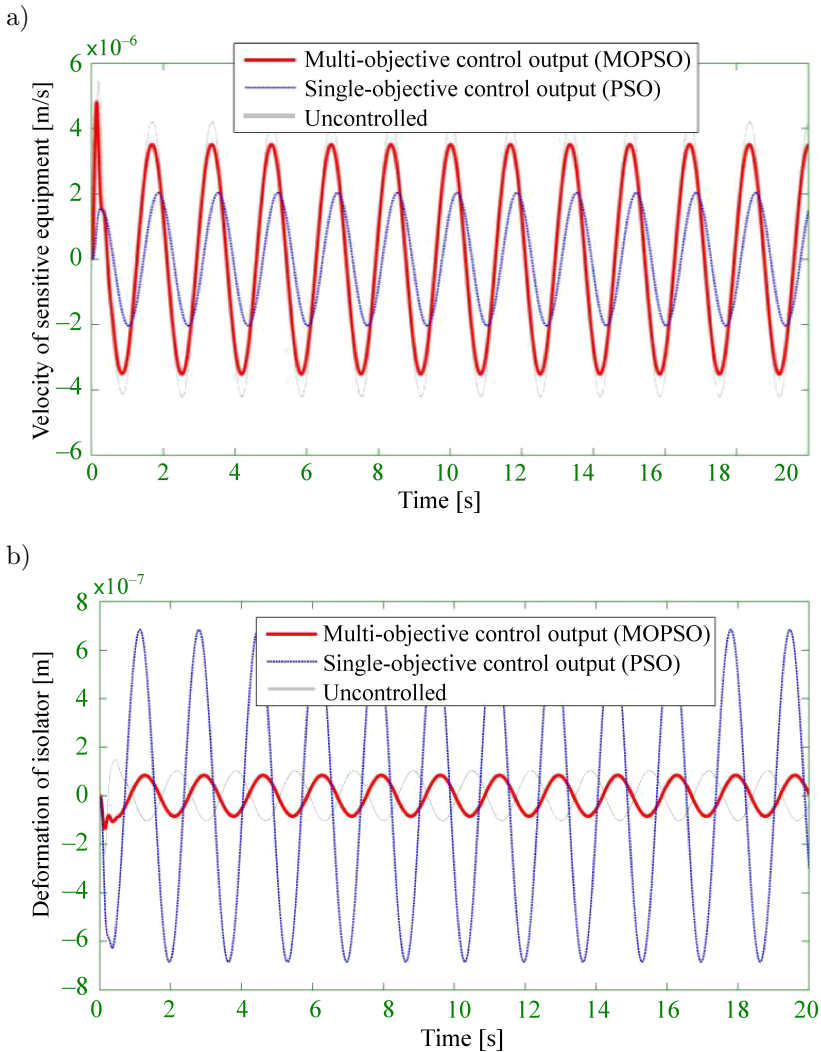 a)
×10⁻⁶
6
4
2
0
−2
−4
−6
Velocity of sensitive equipment [m/s]
Multi-objective control output (MOPSO)
Single-objective control output (PSO)
Uncontrolled
0 2 4 6 8 10 12 14 16 18 20
Time [s]
b)
×10⁻⁷
8
6
4
2
0
−2
−4
−6
−8
Deformation of isolator [m]
Multi-objective control output (MOPSO)
Single-objective control output (PSO)
Uncontrolled
0 2 4 6 8 10 12 14 16 18 20
Time [s]